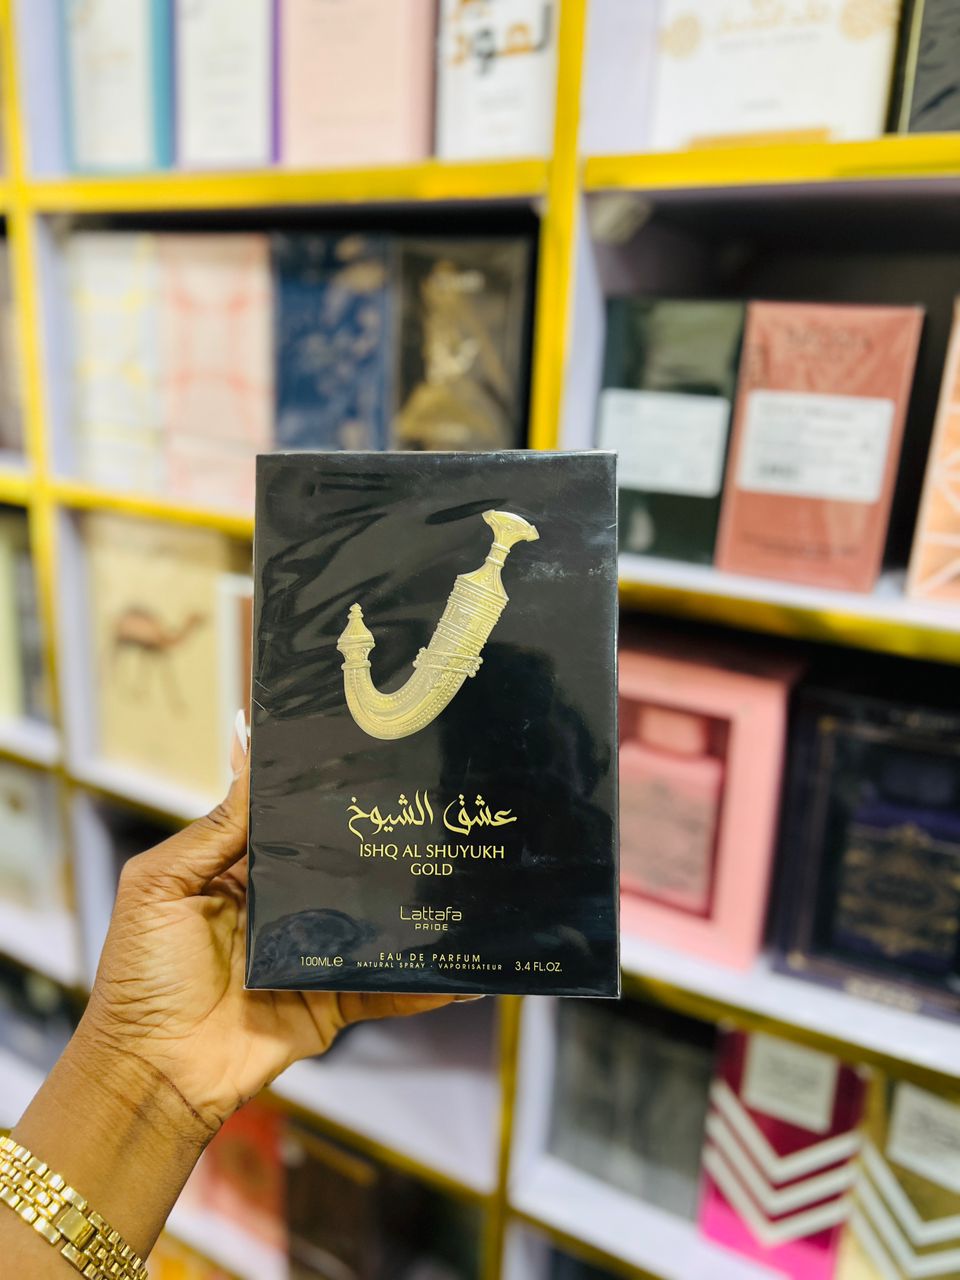 عشق الشيوخ
ISHQ AL SHUYUKH
GOLD
Lattafa
PRIDE
EAU DE PARFUM
100ML e NATURAL SPRAY - VAPORISATEUR 3.4 FL.OZ.